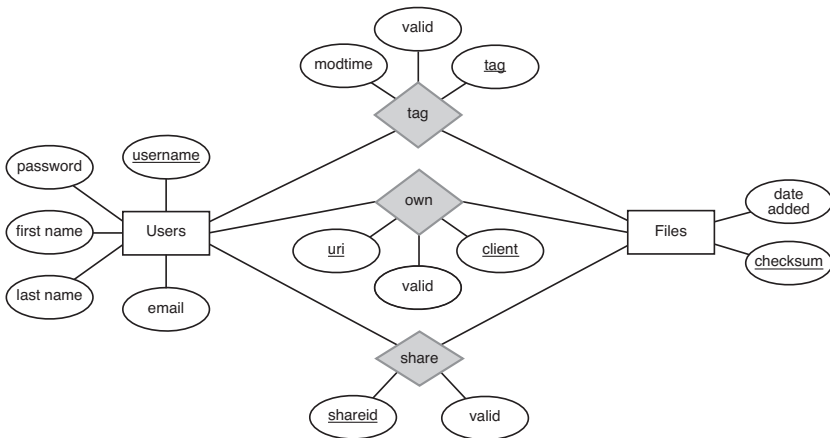 valid
modtime
tag
tag
password
username
first name
Users
last name
email
own
uri
client
valid
Files
date
added
checksum
share
shareid
valid